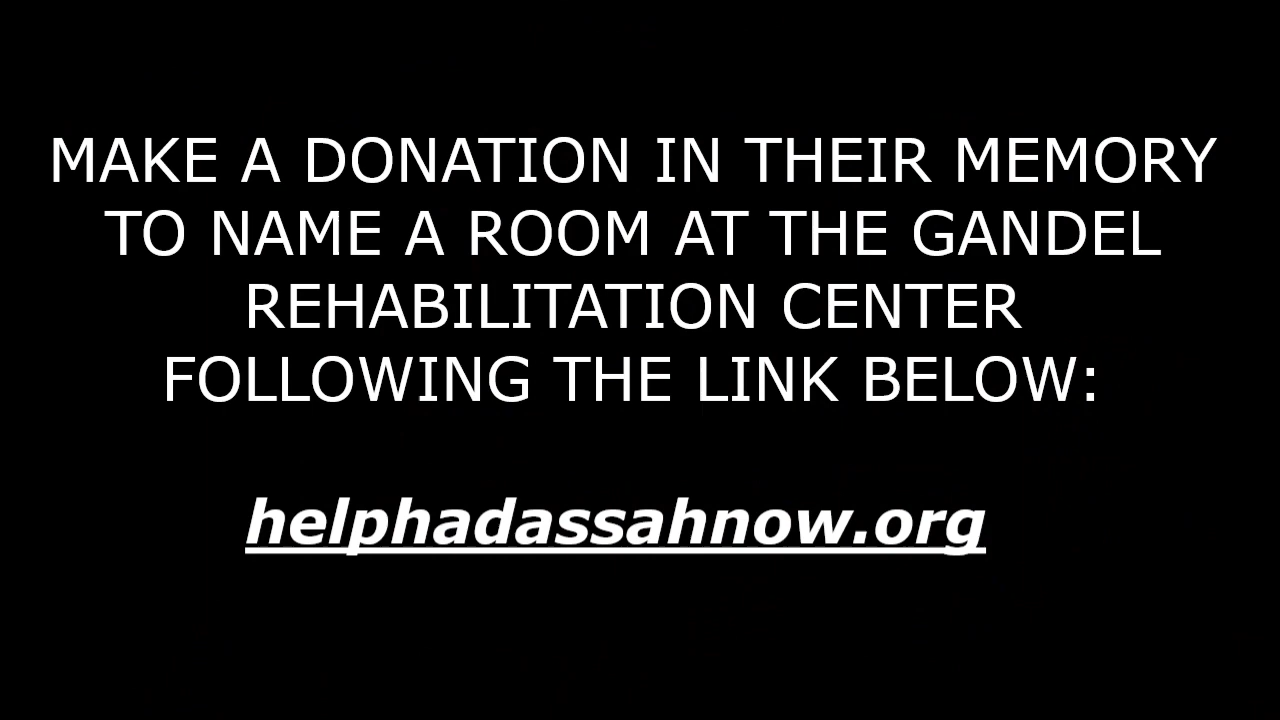 MAKE A DONATION IN THEIR MEMORY
TO NAME A ROOM AT THE GANDEL
REHABILITATION CENTER
FOLLOWING THE LINK BELOW:
helphadassahnow.org